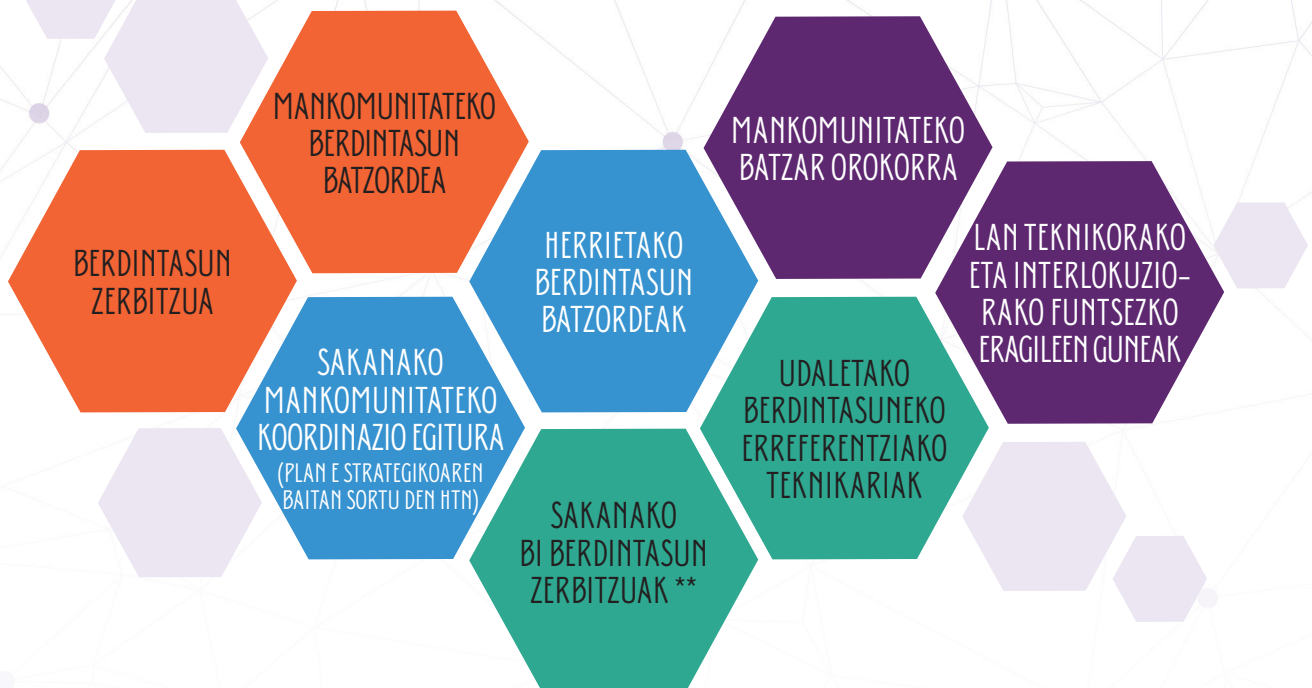 MANKOMUNITATEKO
BERDINTASUN
BATZORDEA
MANKOMUNITATEKO
BATZAR OROKORRA
BERDINTASUN
ZERBITZUA
HERRIETAKO
BERDINTASUN
BATZORDEAK
LAN TEKNIKORAKO
ETA INTERLOKUZIO-
RAKO FUNTSEZKO
ERAGILEEN GUNEAK
SAKANAKO
MANKOMUNITATEKO
KOORDINAZIO EGITURA
(PLAN E STRATEGIKOAREN
BAITAN SORTU DEN HTN)
UDALETAKO
BERDINTASUNEKO
ERREFERENTZIAKO
TEKNIKARIAK
SAKANAKO
BI BERDINTASUN
ZERBITZUAK **